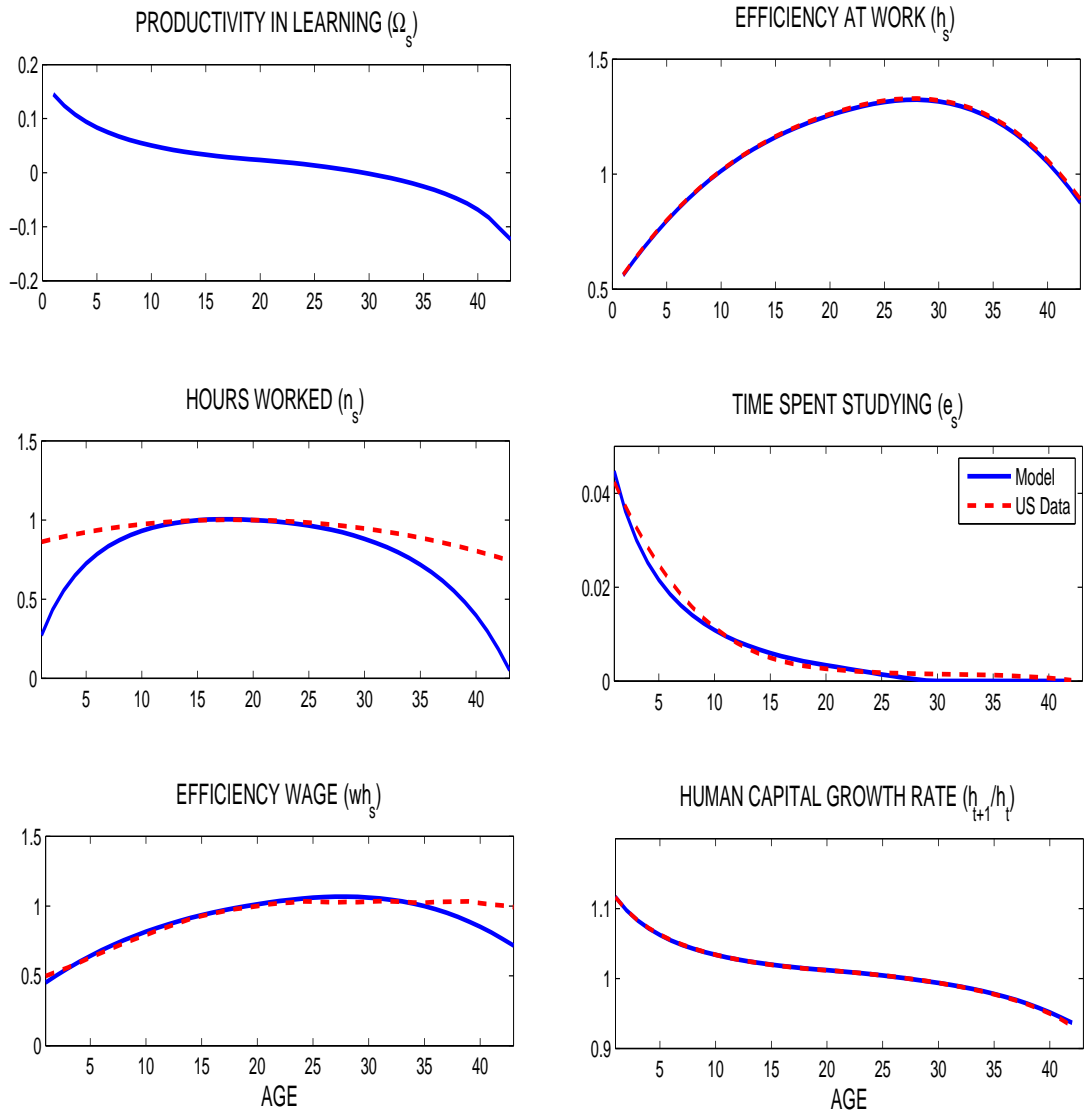 PRODUCTIVITY IN LEARNING (Ωs)
0.2
0.1
0
−0.1
−0.2
0 5 10 15 20 25 30 35 40
EFFICIENCY AT WORK (hs)
1.5
1
0.5
0 5 10 15 20 25 30 35 40
HOURS WORKED (ns)
1.5
1
0.5
0
5 10 15 20 25 30 35 40
TIME SPENT STUDYING (es)
Model
US Data
0.04
0.02
0
5 10 15 20 25 30 35 40
EFFICIENCY WAGE (whs)
1.5
1
0.5
0
5 10 15 20 25 30 35 40
AGE
HUMAN CAPITAL GROWTH RATE (ht+1/ht)
1.1
1
0.9
5 10 15 20 25 30 35 40
AGE